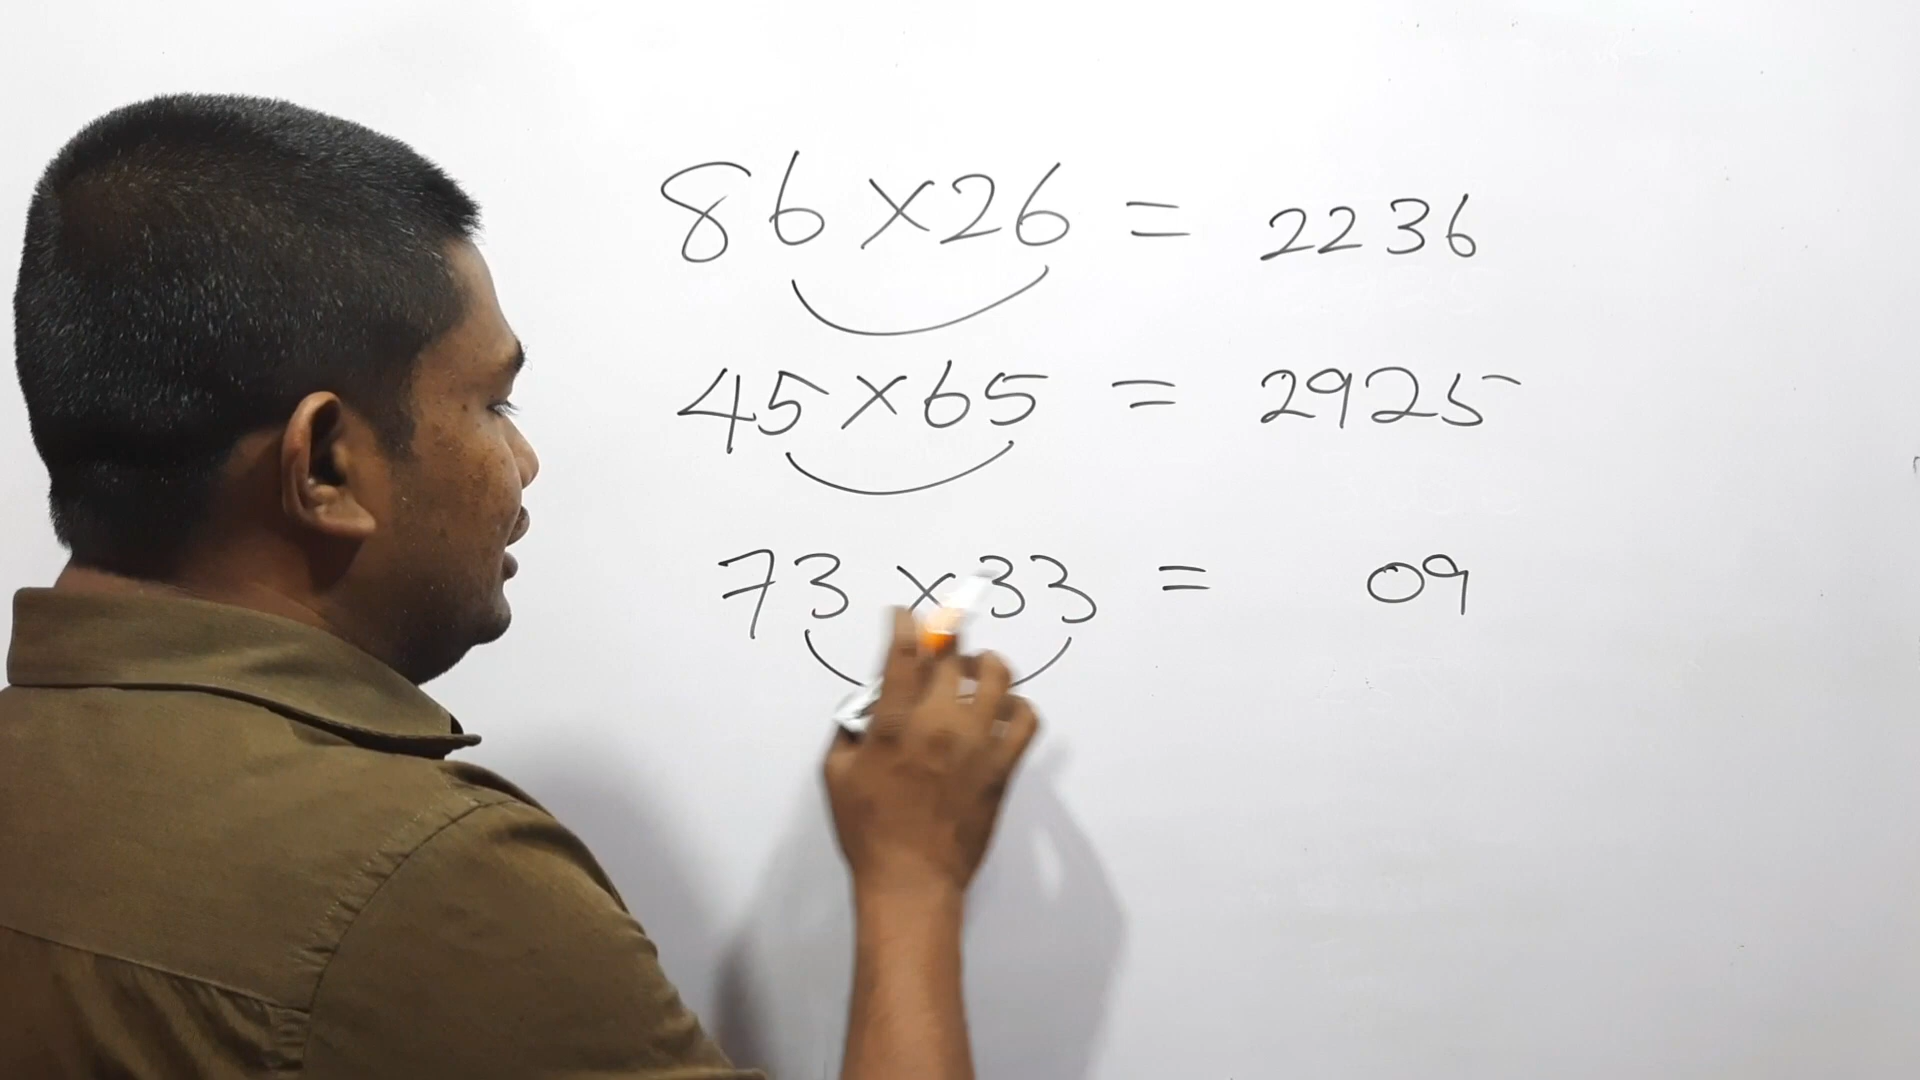 86 × 26 = 2236
45 × 65 = 2925
73 × 33 = 09